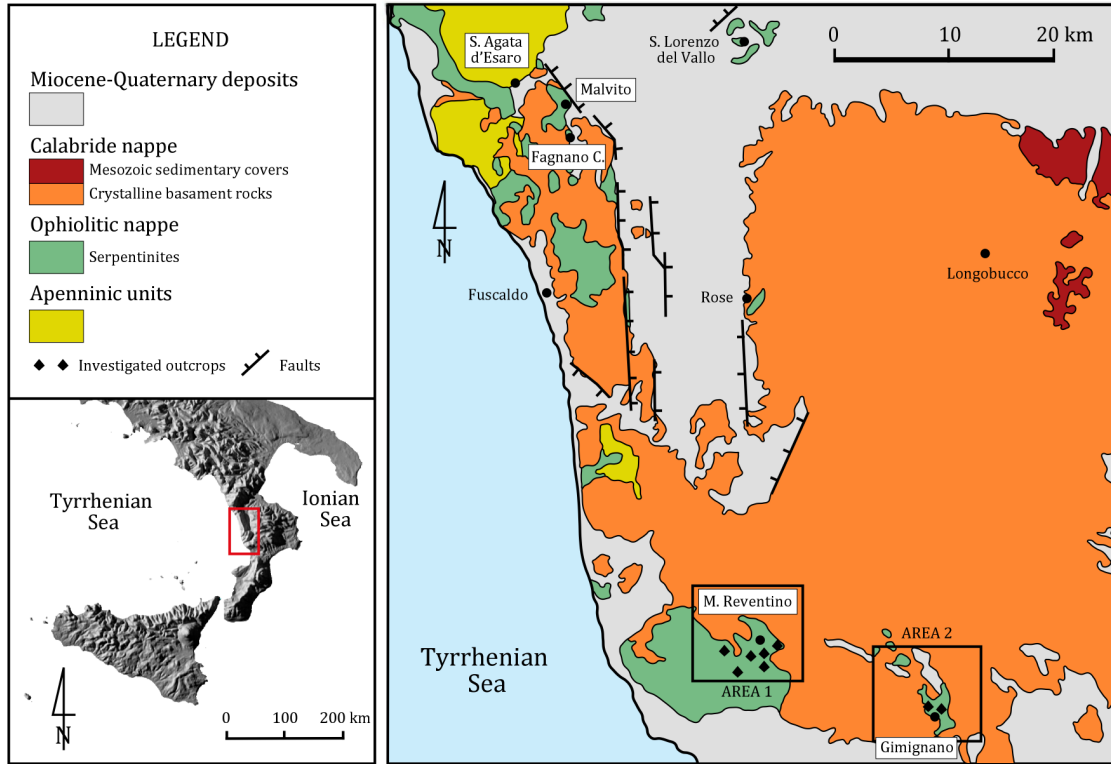 LEGEND
Miocene-Quaternary deposits
Calabride nappe
Mesozoic sedimentary covers
Crystalline basament rocks
Ophiolitic nappe
Serpentinites
Apenninic units
Investigated outcrops
Faults
Tyrrhenian
Sea
Ionian
Sea
N
0 100 200 km
S. Agata
d'Esaro
Malvito
Fagnano C.
S. Lorenzo
del Vallo
0 10 20 km
N
Longobucco
Fuscaldo
Rose
M. Reventino
AREA 1
AREA 2
Gimignano
Tyrrhenian
Sea